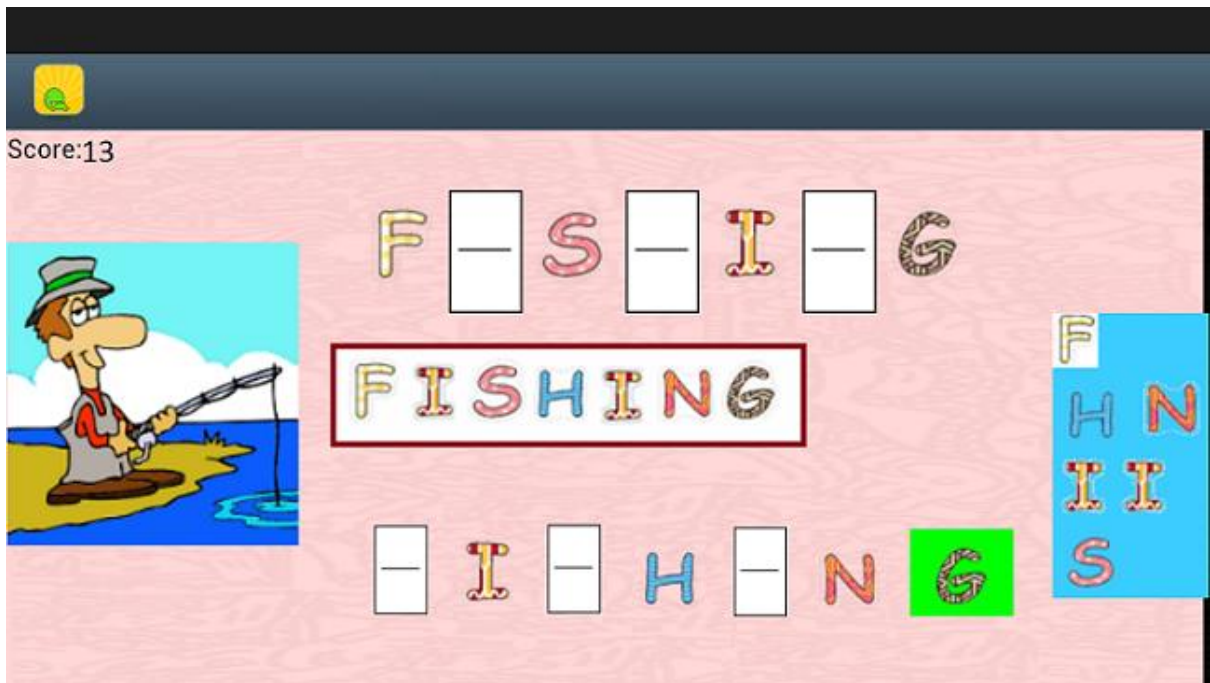 Score:13
F _ S _ I _ G
FISHING
_ I _ H _ N G
F
H N
I I
S